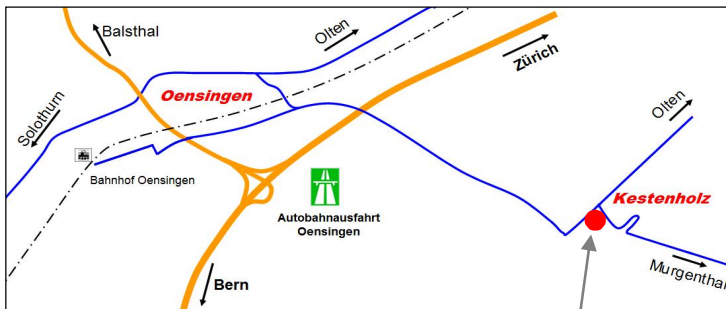 Balsthal
Olten
Zürich
Oensingen
Solothurn
Olten
Bahnhof Oensingen
Kestenholz
Autobahnausfahrt
Oensingen
Bern
Murgenthal